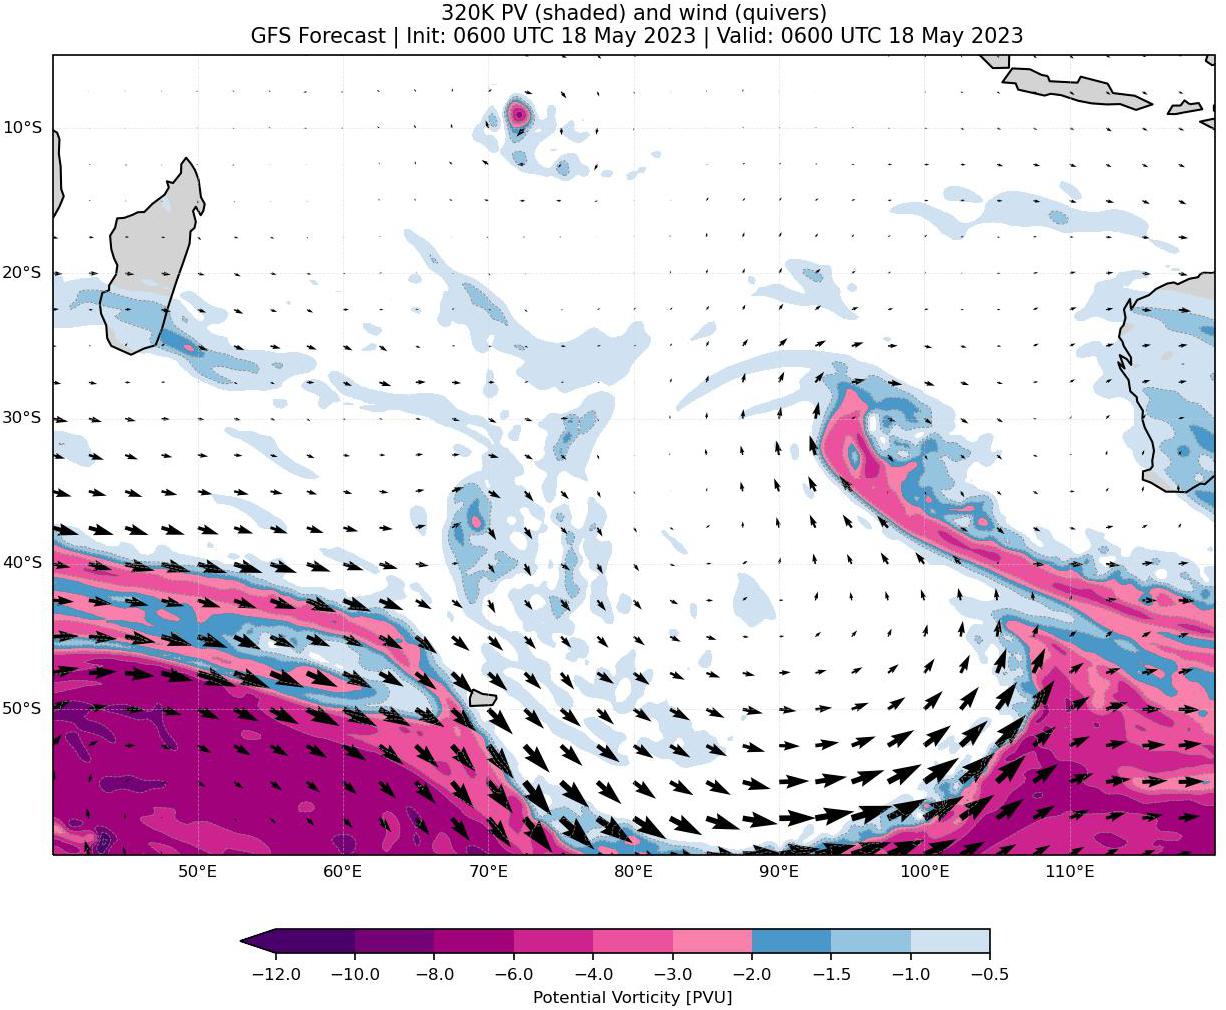 320K PV (shaded) and wind (quivers)
GFS Forecast | Init: 0600 UTC 18 May 2023 | Valid: 0600 UTC 18 May 2023
10°S
20°S
30°S
40°S
50°S
50°E 60°E 70°E 80°E 90°E 100°E 110°E
−12.0 −10.0 −8.0 −6.0 −4.0 −3.0 −2.0 −1.5 −1.0 −0.5
Potential Vorticity [PVU]